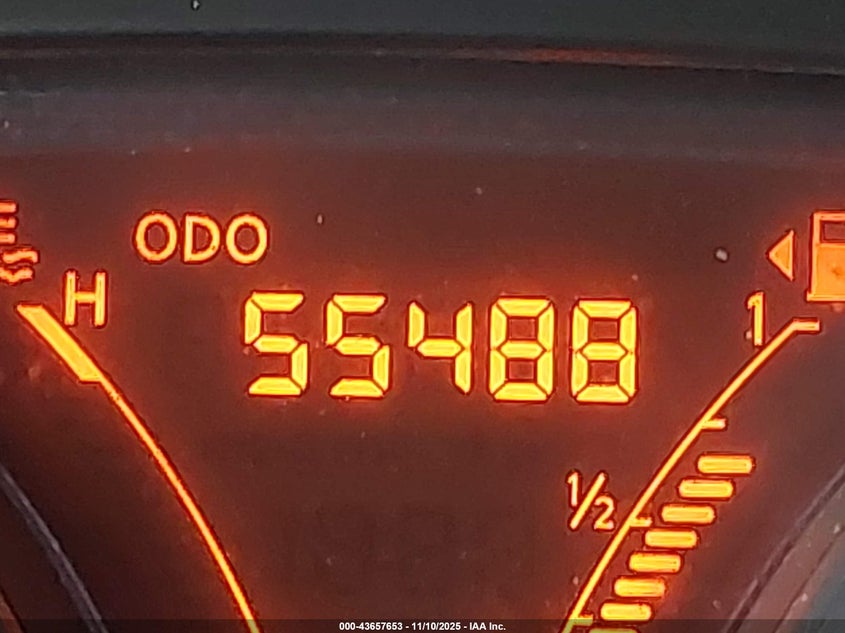 ODO
H
55488
1
1/2
000-43657653 - 11/10/2025 - IAA Inc.